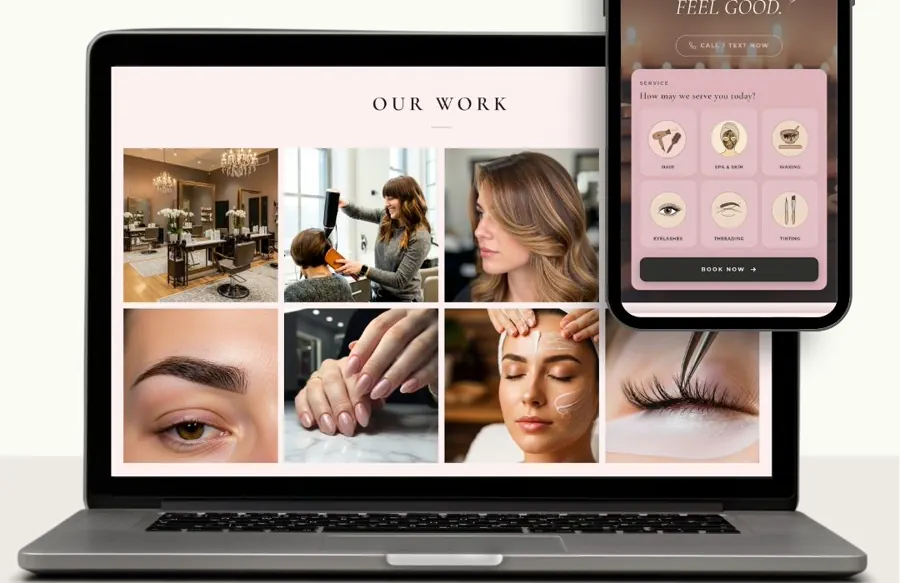 OUR WORK
FEEL GOOD.
CALL / TEXT NOW
SERVICE
How may we serve you today?
HAIR
SPA & SKIN
WAXING
EYELASHES
THREADING
TINTING
BOOK NOW →